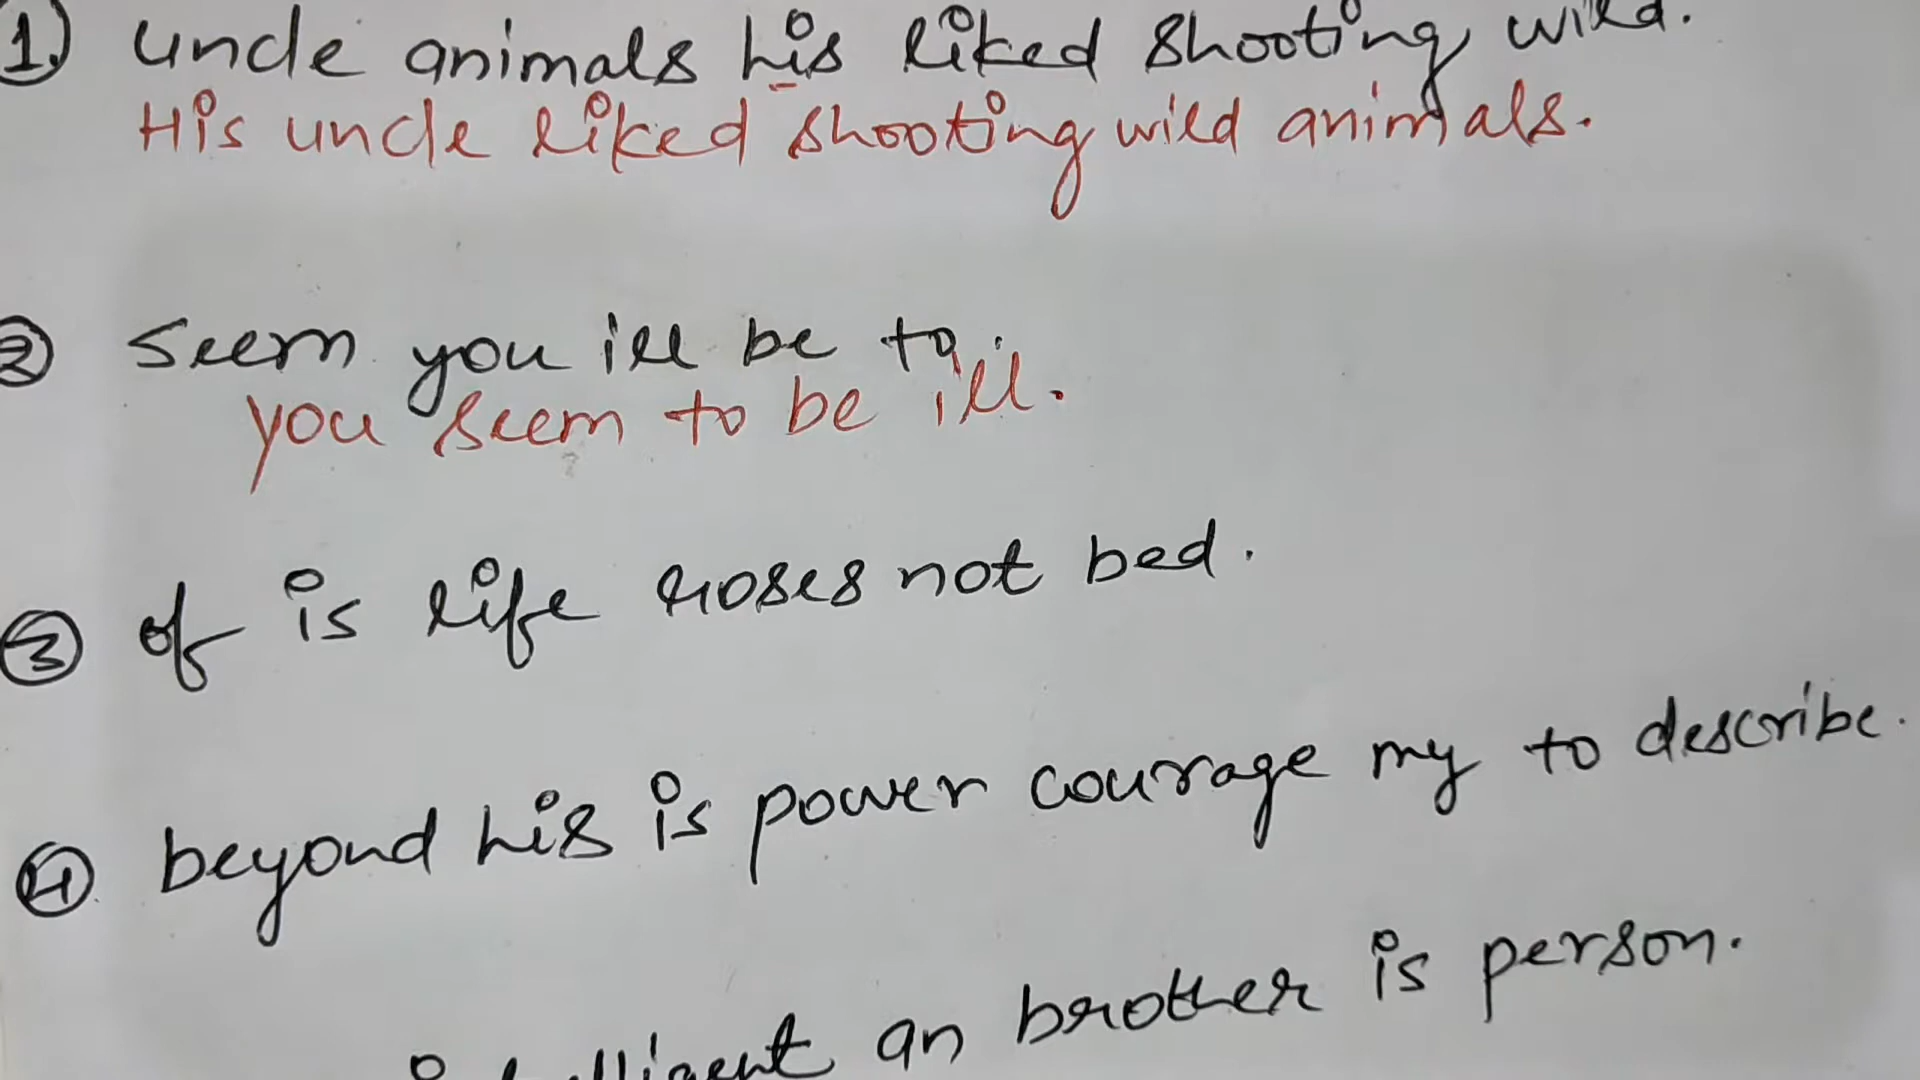 1. uncle animals his liked shooting wild.
His uncle liked shooting wild animals.
2 seem you ill be to.
you seem to be ill.
3 of is life roses not bed.
4. beyond his is power courage my to describe.
intelligent an brother is person.